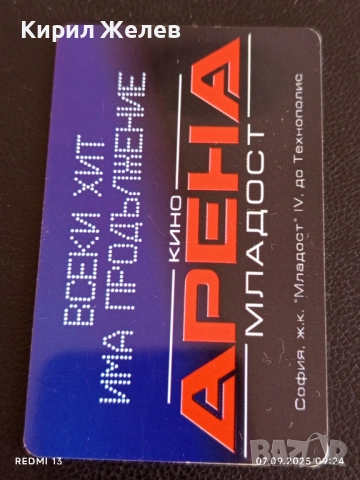 Кирил Желев
ВСЕКИ ХИТ
ИМА ПРОДЪЛЖЕНИЕ
КИНО
АРЕНА
МЛАДОСТ
София, ж.к. "Младост" IV, до Технополис
REDMI 13
07.09.2025 09:24
BAZAR